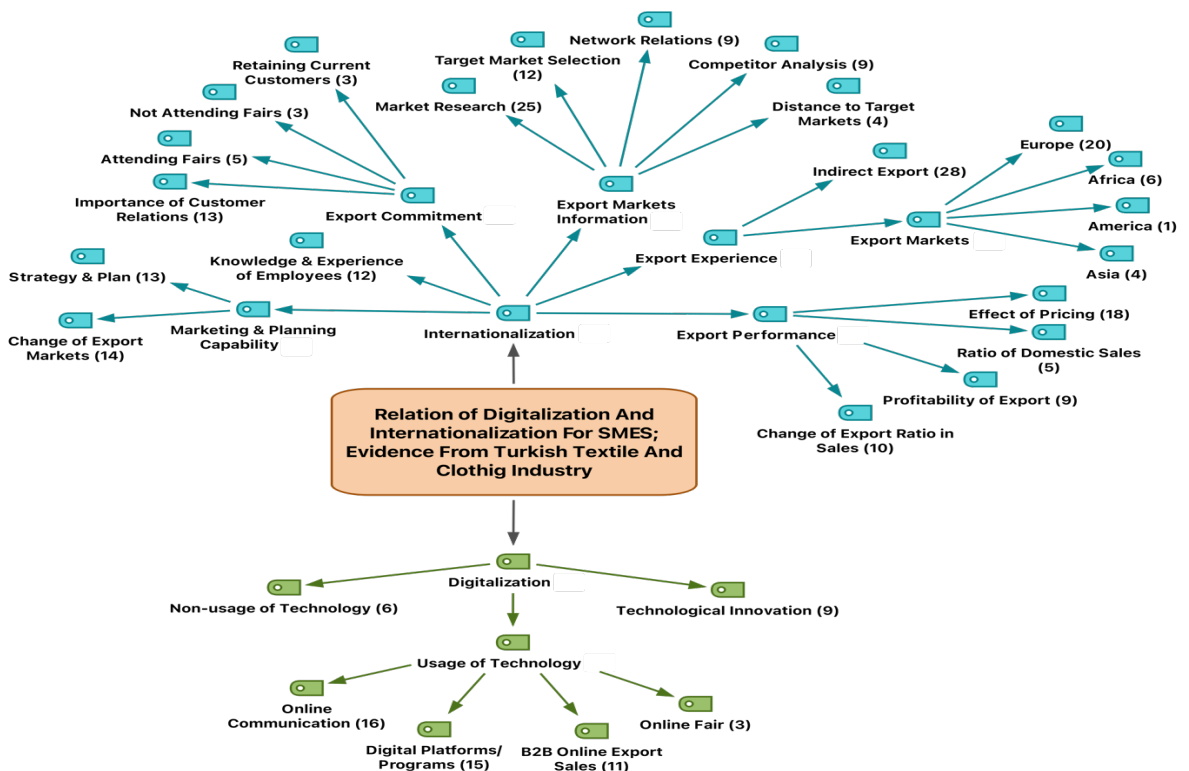 Network Relations (9)
Retaining Current
Customers (3)
Target Market Selection
(12)
Competitor Analysis (9)
Not Attending Fairs (3)
Market Research (25)
Distance to Target
Markets (4)
Attending Fairs (5)
Europe (20)
Indirect Export (28)
Africa (6)
Importance of Customer
Relations (13)
Export Commitment
Export Markets
Information
America (1)
Export Markets
Knowledge & Experience
of Employees (12)
Export Experience
Asia (4)
Strategy & Plan (13)
Marketing & Planning
Capability
Internationalization
Export Performance
Effect of Pricing (18)
Change of Export
Markets (14)
Ratio of Domestic Sales
(5)
Profitability of Export (9)
Change of Export Ratio in
Sales (10)
Relation of Digitalization And
Internationalization For SMES;
Evidence From Turkish Textile And
Clothig Industry
Digitalization
Non-usage of Technology (6)
Technological Innovation (9)
Usage of Technology
Online
Communication (16)
Digital Platforms/
Programs (15)
B2B Online Export
Sales (11)
Online Fair (3)